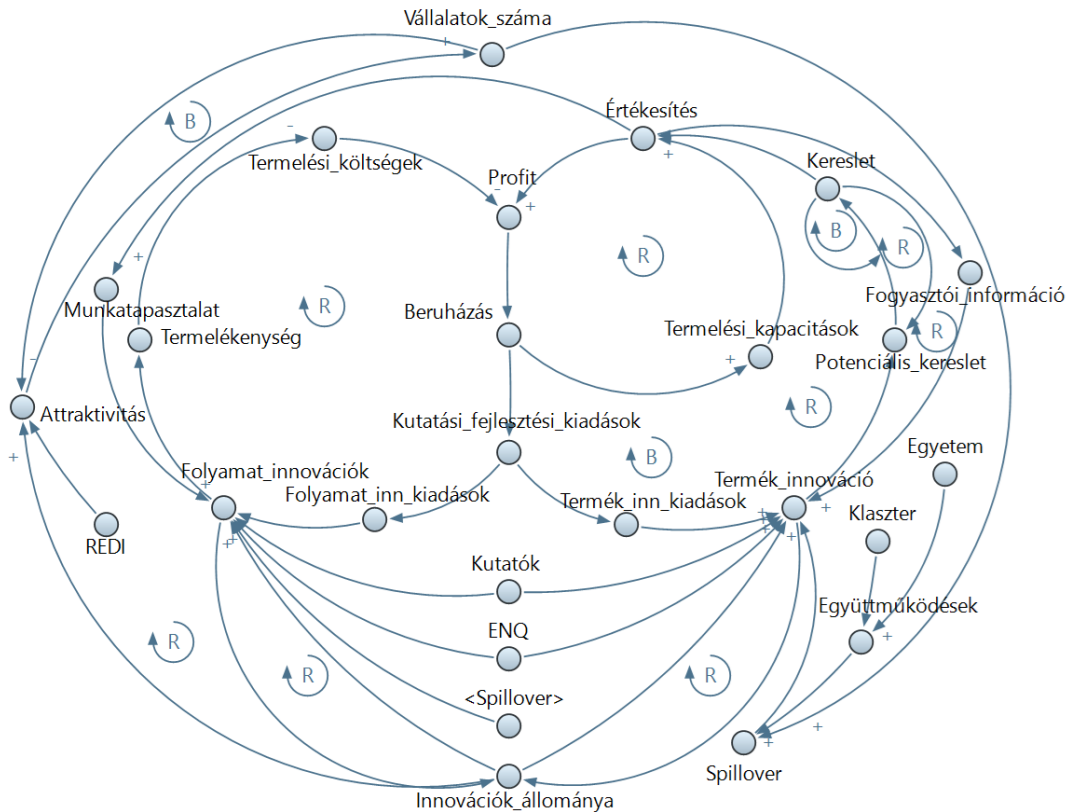 Vállalatok_száma
+
B
Értékesítés
-
Termelési_költségek
+
Kereslet
Profit
-
+
B
R
+
R
Munkatapasztalat
R
Fogyasztói_információ
Beruházás
Termelési_kapacitások
R
Termelékenység
+
Potenciális_kereslet
-
Attraktivitás
R
Kutatási_fejlesztési_kiadások
+
B
Egyetem
Folyamat_innovációk
Termék_innováció
+
Folyamat_inn_kiadások
Termék_inn_kiadások
+
+
Klaszter
REDI
+
+
+
+
+
Kutatók
Együttműködések
R
ENQ
+
R
R
<Spillover>
+
+
Spillover
Innovációk_állománya